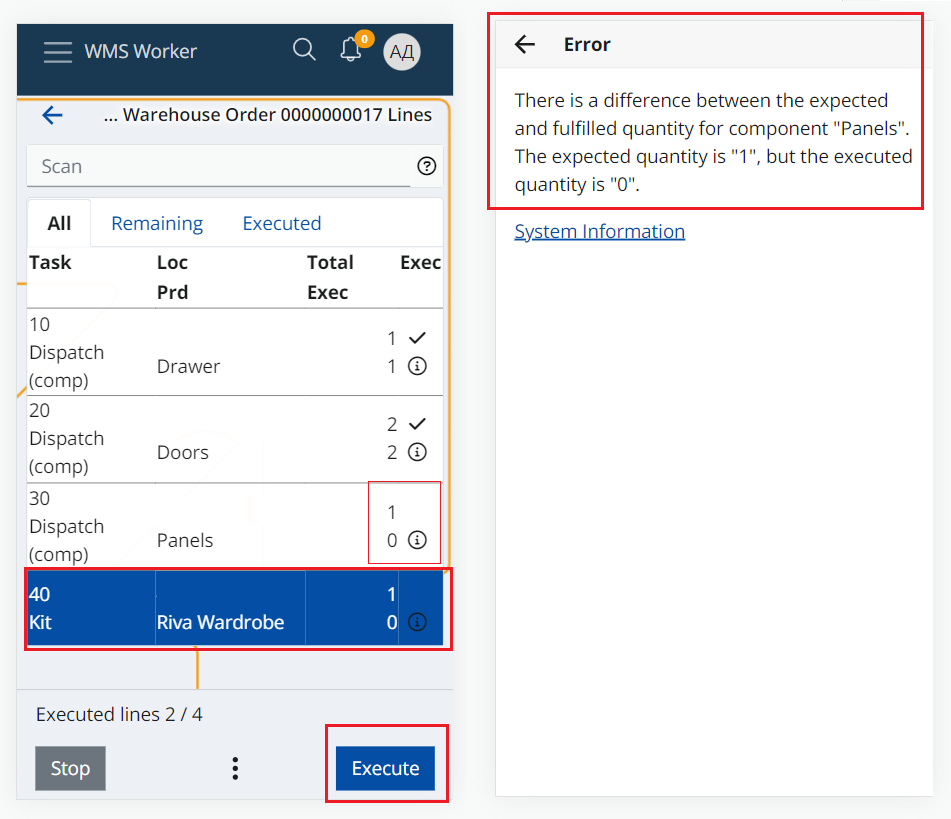 WMS Worker
0
АД
... Warehouse Order 0000000017 Lines
Scan
All Remaining Executed
Task Loc Total Exec
Prd Exec
10
Dispatch
(comp)
Drawer
1
1
20
Dispatch
(comp)
Doors
2
2
30
Dispatch
(comp)
Panels
1
0
40
Kit
Riva Wardrobe
1
0
Executed lines 2 / 4
Stop
Execute
Error
There is a difference between the expected
and fulfilled quantity for component "Panels".
The expected quantity is "1", but the executed
quantity is "0".
System Information